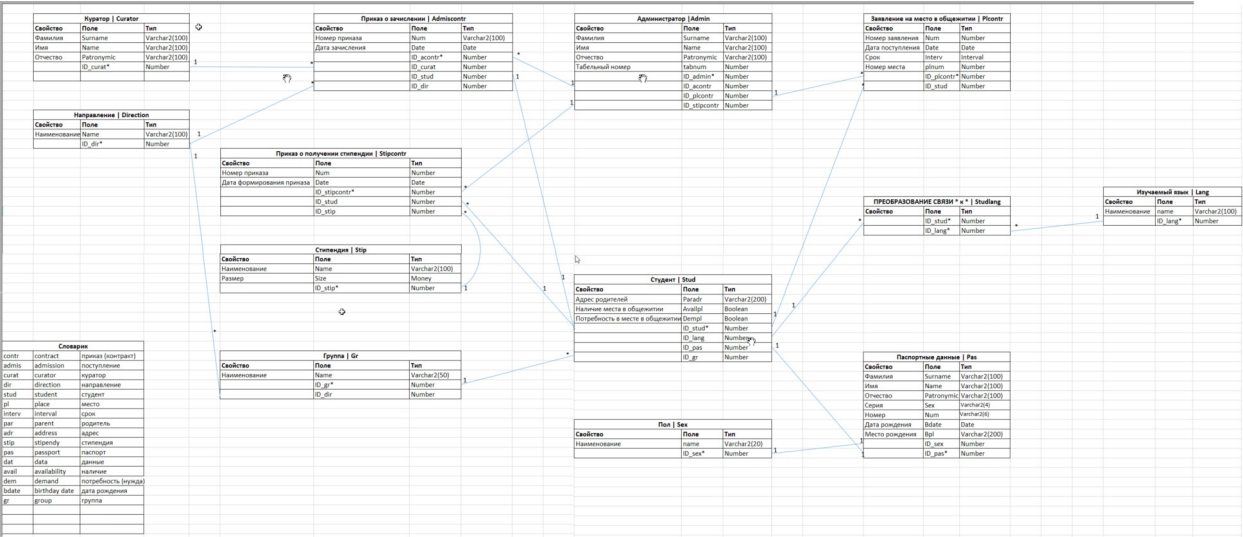 Куратор | Curator
Свойство Поле Тип
Фамилия Surname Varchar2(100)
Имя Name Varchar2(100)
Отчество Patronymic Varchar2(100)
ID_curat* Number
Приказ о зачислении | Admiscontr
Свойство Поле Тип
Номер приказа Num Varchar2(100)
Дата зачисления Date Date
ID_acontr* Number
ID_curat Number
ID_stud Number
ID_dir Number
Администратор |Admin
Свойство Поле Тип
Фамилия Surname Varchar2(100)
Имя Name Varchar2(100)
Отчество Patronymic Varchar2(100)
Табельный номер tabnum Number
ID_admin* Number
ID_acontr Number
ID_plcontr Number
ID_stipcontr Number
Заявление на место в общежитии | Plcontr
Свойство Поле Тип
Номер заявления Num Number
Дата поступления Date Date
Срок Interv Interval
Номер места plnum Number
ID_plcontr* Number
ID_stud Number
Направление | Direction
Свойство Поле Тип
Наименование Name Varchar2(100)
ID_dir* Number
Приказ о получении стипендии | Stipcontr
Свойство Поле Тип
Номер приказа Num Number
Дата формирования приказа Date Date
ID_stipcontr* Number
ID_stud Number
ID_stip Number
ПРЕОБРАЗОВАНИЕ СВЯЗИ * к * | Studlang
Свойство Поле Тип
ID_stud* Number
ID_lang* Number
Изучаемый язык | Lang
Свойство Поле Тип
Наименование name Varchar2(100)
ID_lang* Number
Стипендия | Stip
Свойство Поле Тип
Наименование Name Varchar2(100)
Размер Size Money
ID_stip* Number
Студент | Stud
Свойство Поле Тип
Адрес родителей Paradr Varchar2(200)
Наличие места в общежитии Availpl Boolean
Потребность в месте в общежитии Dempl Boolean
ID_stud* Number
ID_lang Number
ID_pas Number
ID_gr Number
Словарик
contr contract приказ (контракт)
admis admission поступление
curat curator куратор
dir direction направление
stud student студент
pl place место
interv interval срок
par parent родитель
adr address адрес
stip stipendy стипендия
pas passport паспорт
dat data данные
avail availability наличие
dem demand потребность (нужда)
bdate birthday date дата рождения
gr group группа
Группа | Gr
Свойство Поле Тип
Наименование Name Varchar2(50)
ID_gr* Number
ID_dir Number
Пол | Sex
Свойство Поле Тип
Наименование name Varchar2(20)
ID_sex* Number
Паспортные данные | Pas
Свойство Поле Тип
Фамилия Surname Varchar2(100)
Имя Name Varchar2(100)
Отчество Patronymic Varchar2(100)
Серия Sex Varchar2(4)
Номер Num Varchar2(6)
Дата рождения Bdate Date
Место рождения Bpl Varchar2(200)
ID_sex Number
ID_pas* Number